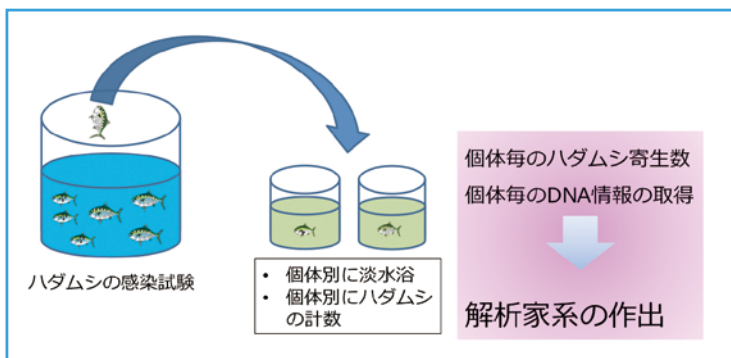 ハダムシの感染試験
• 個体別に淡水浴
• 個体別にハダムシ
の計数
個体毎のハダムシ寄生数
個体毎のDNA情報の取得
解析家系の作出